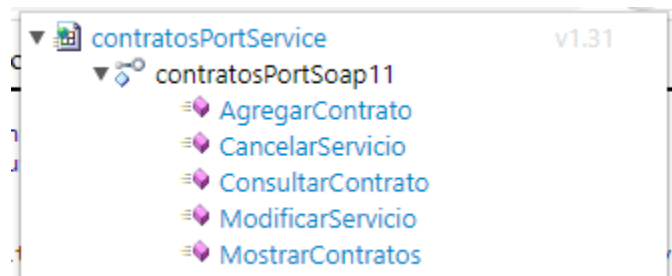 contratosPortService v1.31
contratosPortSoap11
AgregarContrato
CancelarServicio
ConsultarContrato
ModificarServicio
MostrarContratos